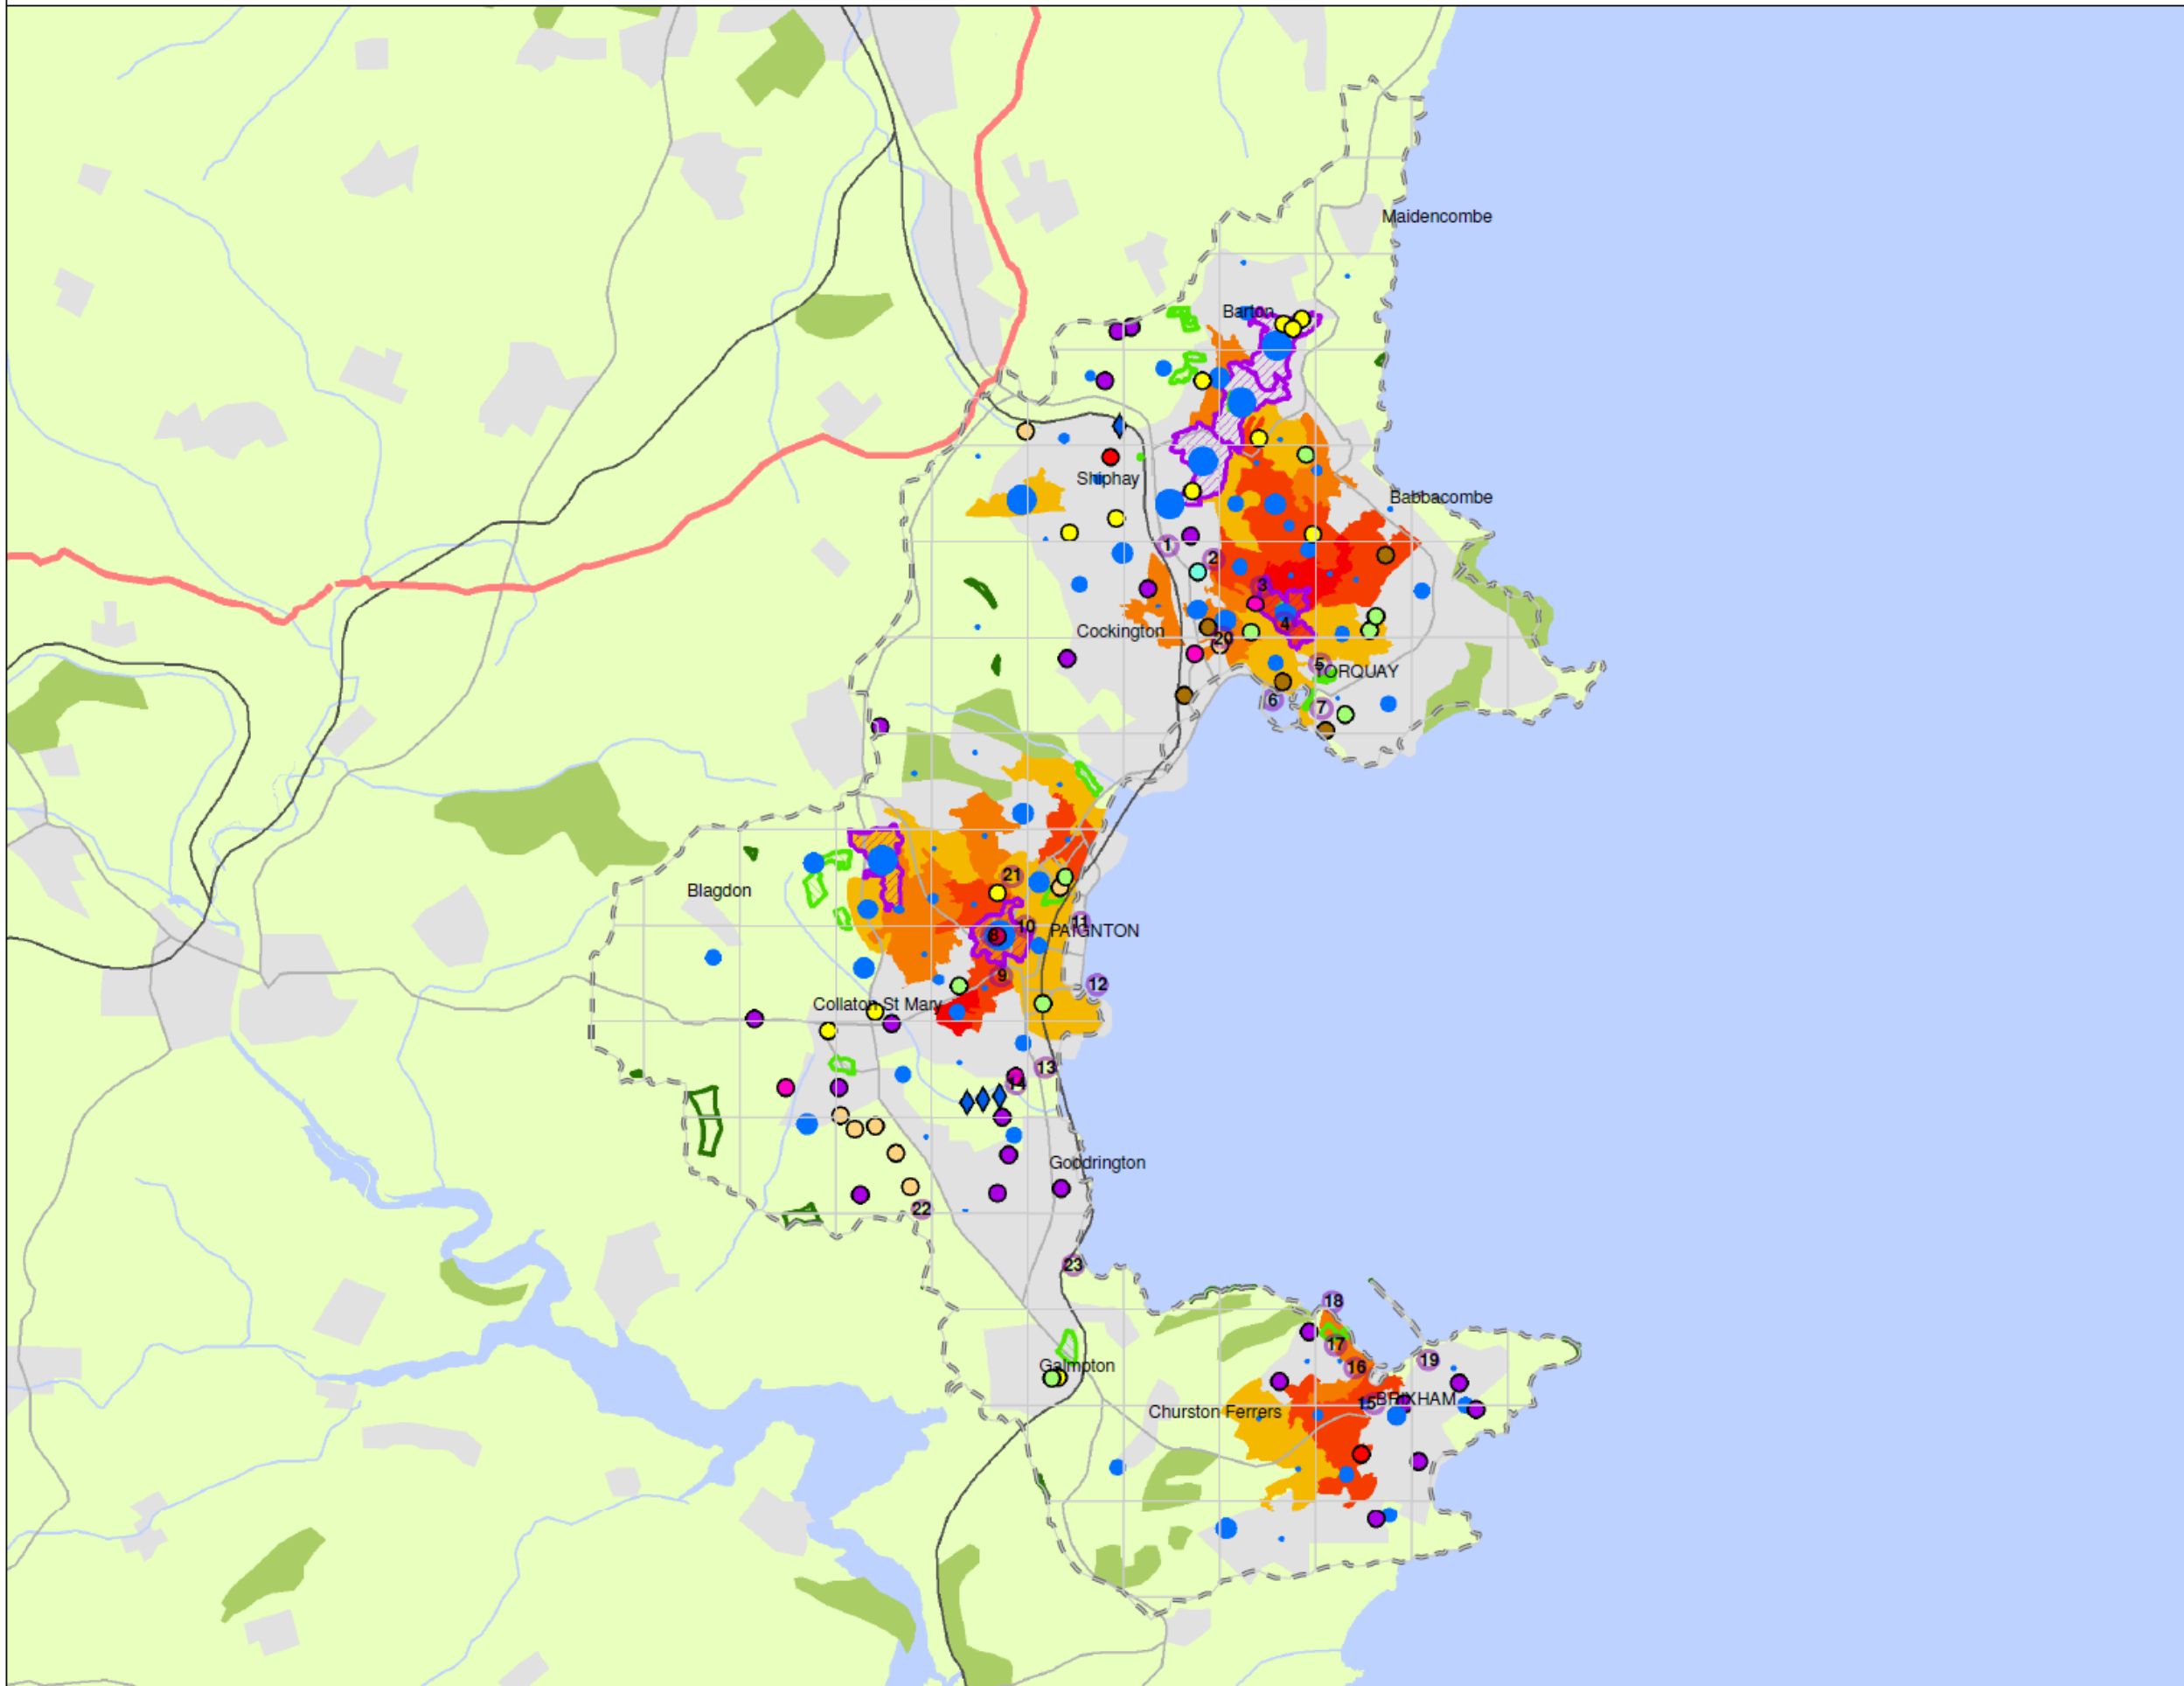 Maidencombe
Barton
Shiphay
Babbacombe
1
2
3
4
Cockington
20
5
TORQUAY
6
7
21
Blagdon
8
10
11
PAIGNTON
9
12
Collaton St Mary
13
14
Goodrington
22
23
18
17
16
19
Galmpton
15
BRIXHAM
Churston Ferrers